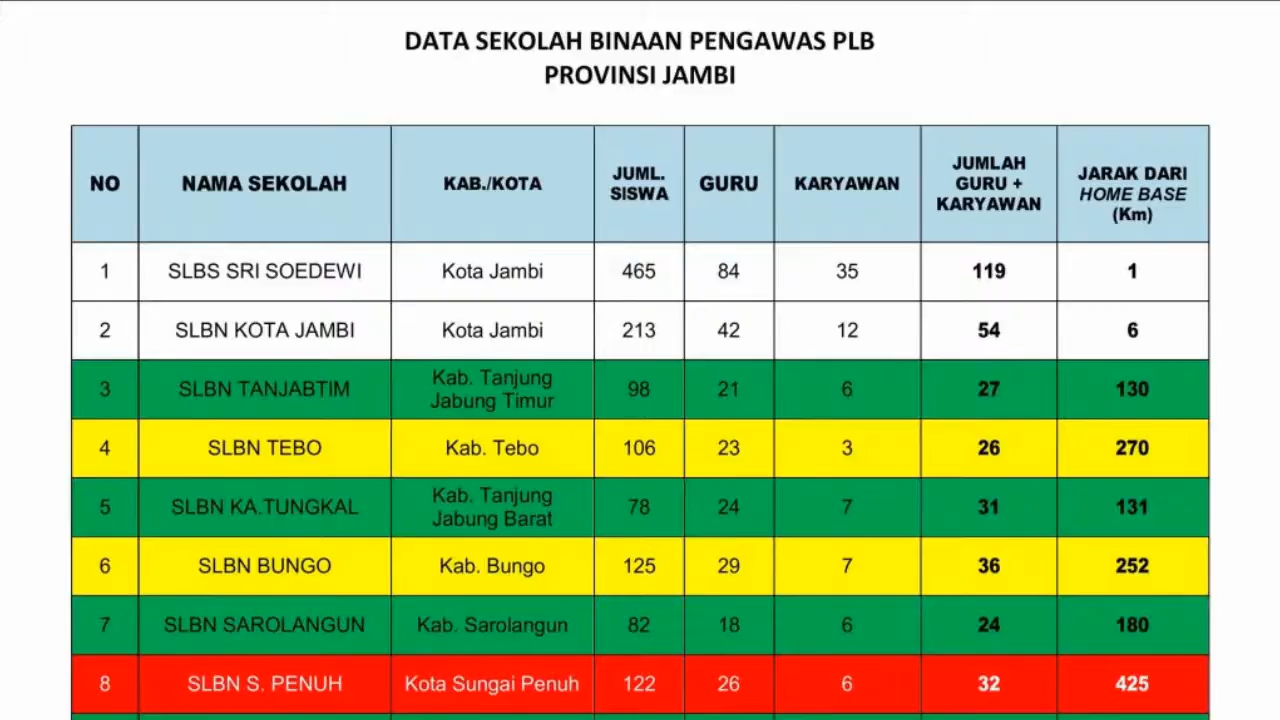 DATA SEKOLAH BINAAN PENGAWAS PLB
PROVINSI JAMBI
NO NAMA SEKOLAH KAB./KOTA JUML. SISWA GURU KARYAWAN JUMLAH GURU + KARYAWAN JARAK DARI HOME BASE (Km)
1 SLBS SRI SOEDEWI Kota Jambi 465 84 35 119 1
2 SLBN KOTA JAMBI Kota Jambi 213 42 12 54 6
3 SLBN TANJABTIM Kab. Tanjung Jabung Timur 98 21 6 27 130
4 SLBN TEBO Kab. Tebo 106 23 3 26 270
5 SLBN KA.TUNGKAL Kab. Tanjung Jabung Barat 78 24 7 31 131
6 SLBN BUNGO Kab. Bungo 125 29 7 36 252
7 SLBN SAROLANGUN Kab. Sarolangun 82 18 6 24 180
8 SLBN S. PENUH Kota Sungai Penuh 122 26 6 32 425